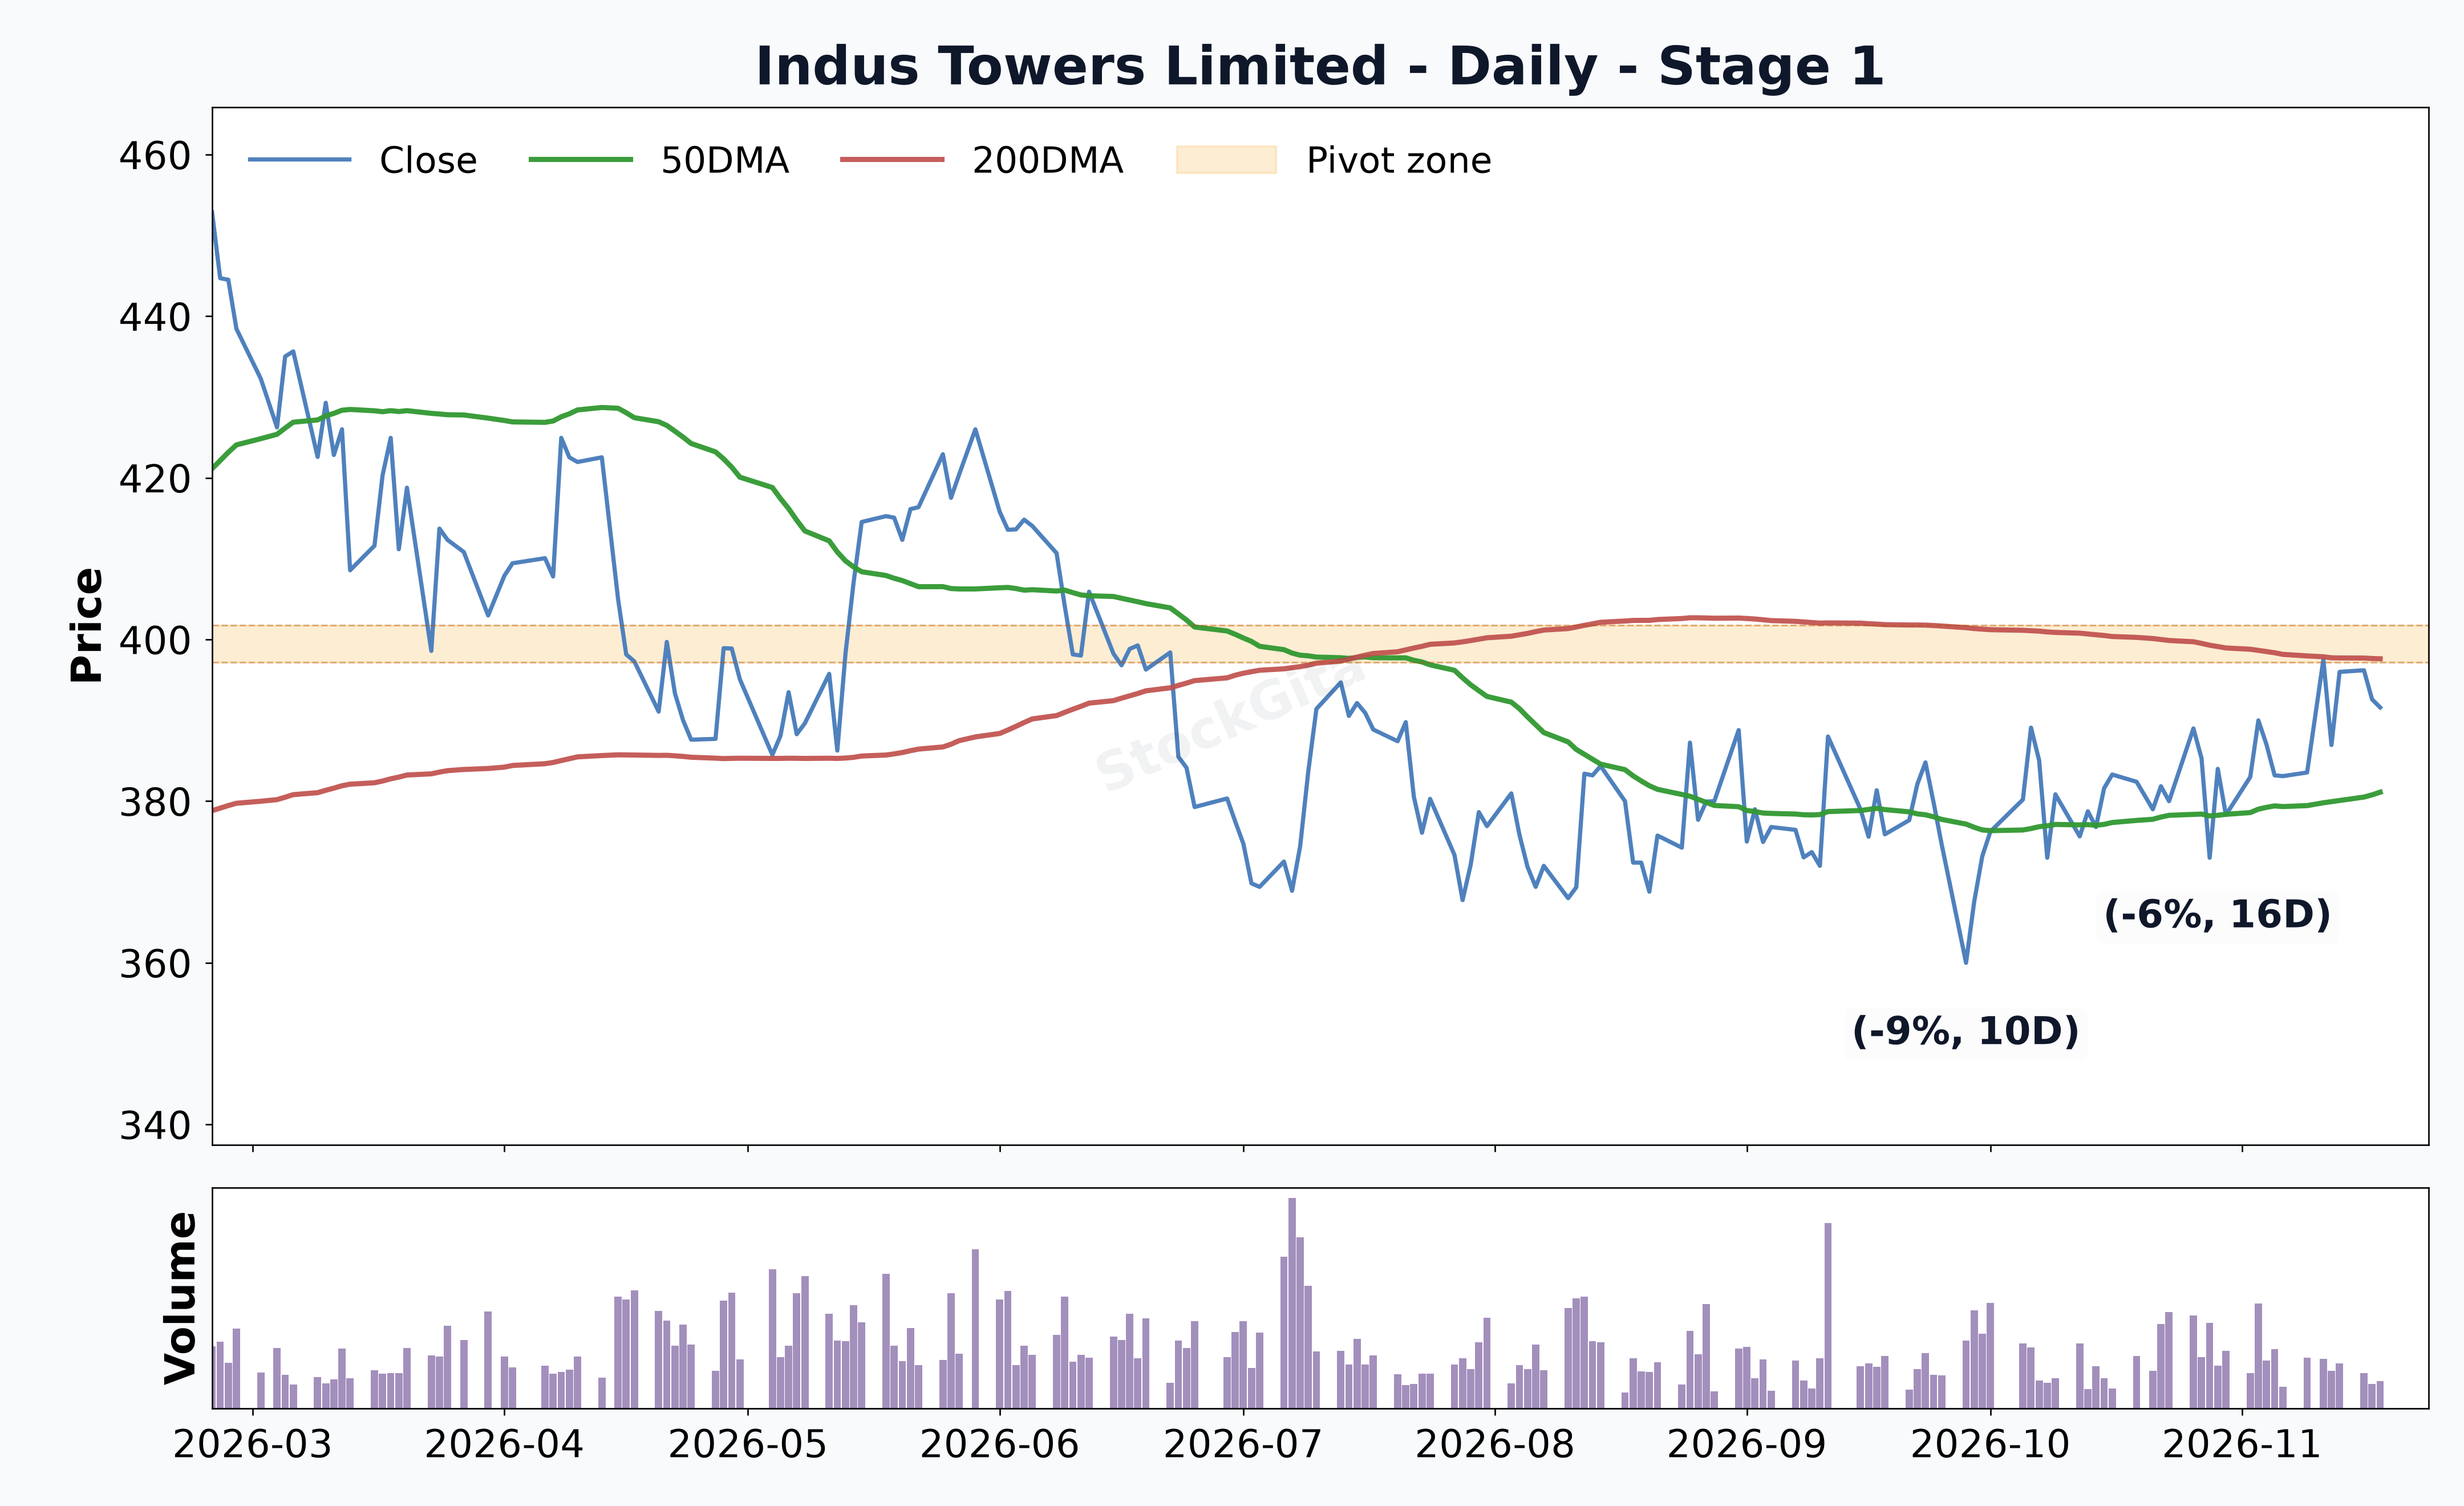 Indus Towers Limited - Daily - Stage 1
Close 50DMA 200DMA Pivot zone
Price
460
440
420
400
380
360
340
StockGita
(-6%, 16D)
(-9%, 10D)
Volume
2026-03 2026-04 2026-05 2026-06 2026-07 2026-08 2026-09 2026-10 2026-11